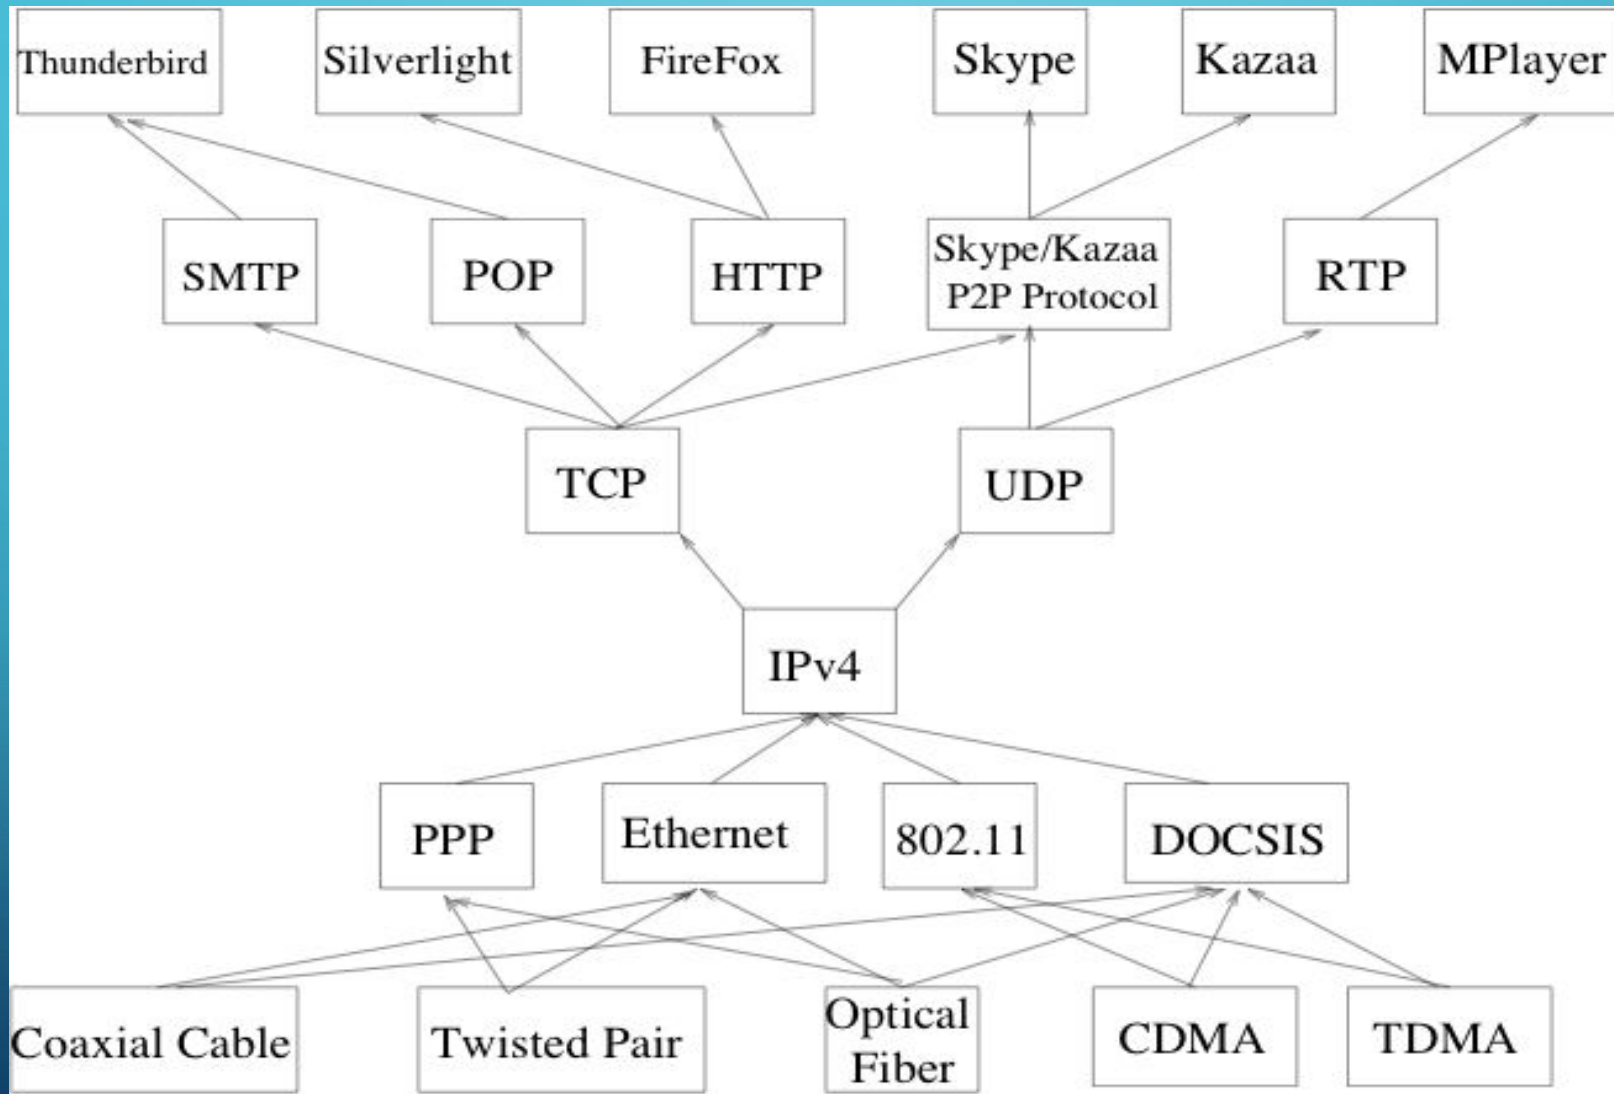 Thunderbird
Silverlight
FireFox
Skype
Kazaa
MPlayer
SMTP
POP
HTTP
Skype/Kazaa
P2P Protocol
RTP
TCP
UDP
IPv4
PPP
Ethernet
802.11
DOCSIS
Coaxial Cable
Twisted Pair
Optical
Fiber
CDMA
TDMA